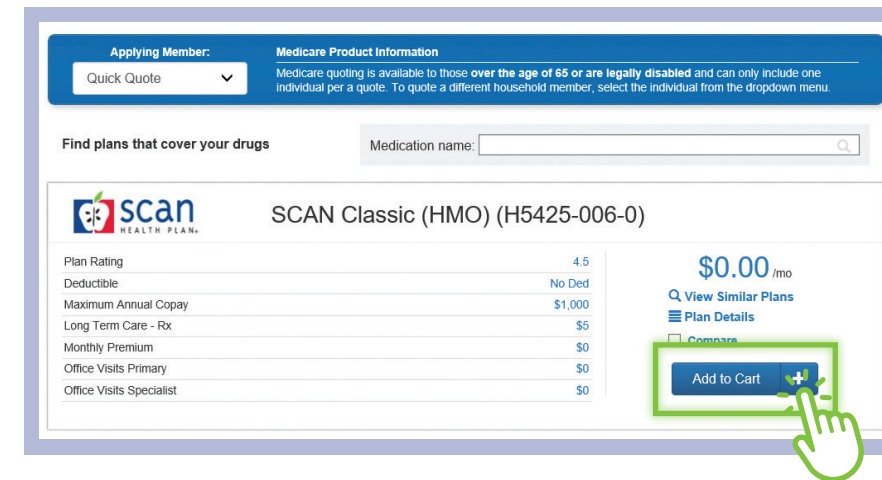 Applying Member:
Quick Quote
Medicare Product Information
Medicare quoting is available to those over the age of 65 or are legally disabled and can only include one
individual per a quote. To quote a different household member, select the individual from the dropdown menu.
Find plans that cover your drugs
Medication name:
scan
HEALTH PLAN.
SCAN Classic (HMO) (H5425-006-0)
Plan Rating 4.5
Deductible No Ded
Maximum Annual Copay $1,000
Long Term Care - Rx $5
Monthly Premium $0
Office Visits Primary $0
Office Visits Specialist $0
$0.00 /mo
View Similar Plans
Plan Details
Compare
Add to Cart +